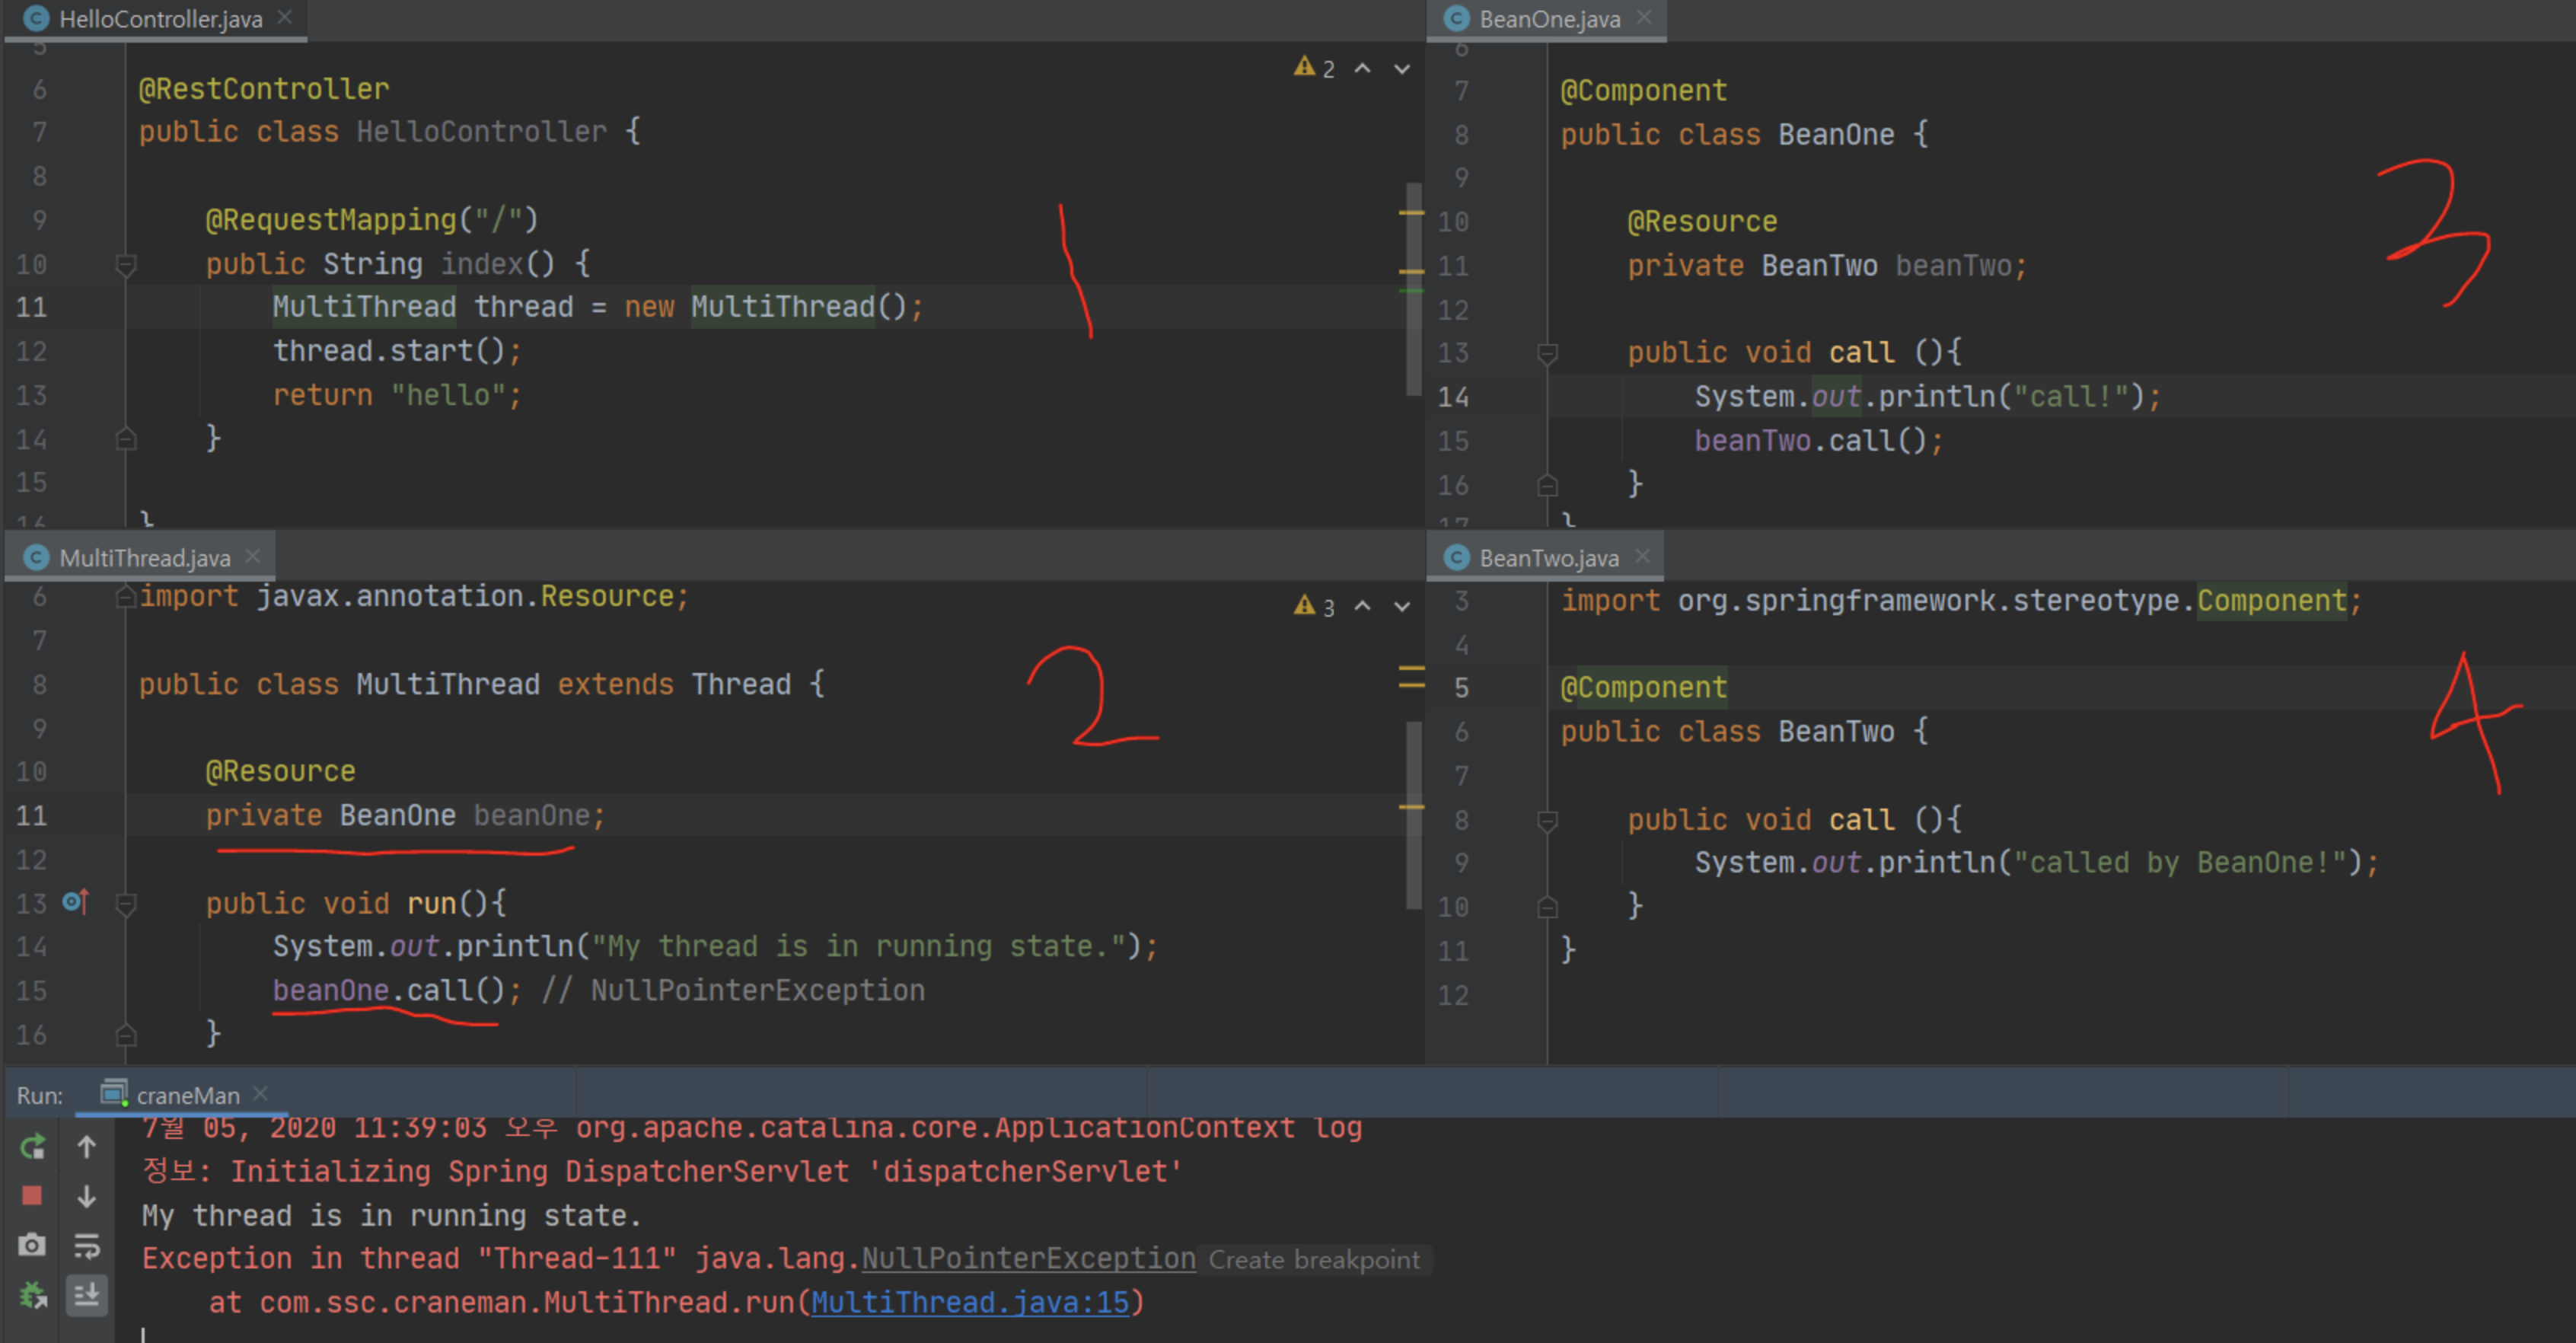 HelloController.java
5
6 @RestController
7 public class HelloController {
8
9 @RequestMapping("/")
10 public String index() {
11 MultiThread thread = new MultiThread();
12 thread.start();
13 return "hello";
14 }
15
16 }
2
1
BeanOne.java
6
7 @Component
8 public class BeanOne {
9
10 @Resource
11 private BeanTwo beanTwo;
12
13 public void call (){
14 System.out.println("call!");
15 beanTwo.call();
16 }
17 }
3
MultiThread.java
6 import javax.annotation.Resource;
7
8 public class MultiThread extends Thread {
9
10 @Resource
11 private BeanOne beanOne;
12
13 public void run(){
14 System.out.println("My thread is in running state.");
15 beanOne.call(); // NullPointerException
16 }
3
2
BeanTwo.java
3 import org.springframework.stereotype.Component;
4
5 @Component
6 public class BeanTwo {
7
8 public void call (){
9 System.out.println("called by BeanOne!");
10 }
11 }
12
4
Run: craneMan
7월 05, 2020 11:39:03 오후 org.apache.catalina.core.ApplicationContext log
정보: Initializing Spring DispatcherServlet 'dispatcherServlet'
My thread is in running state.
Exception in thread "Thread-111" java.lang.NullPointerException Create breakpoint
at com.ssc.craneman.MultiThread.run(MultiThread.java:15)